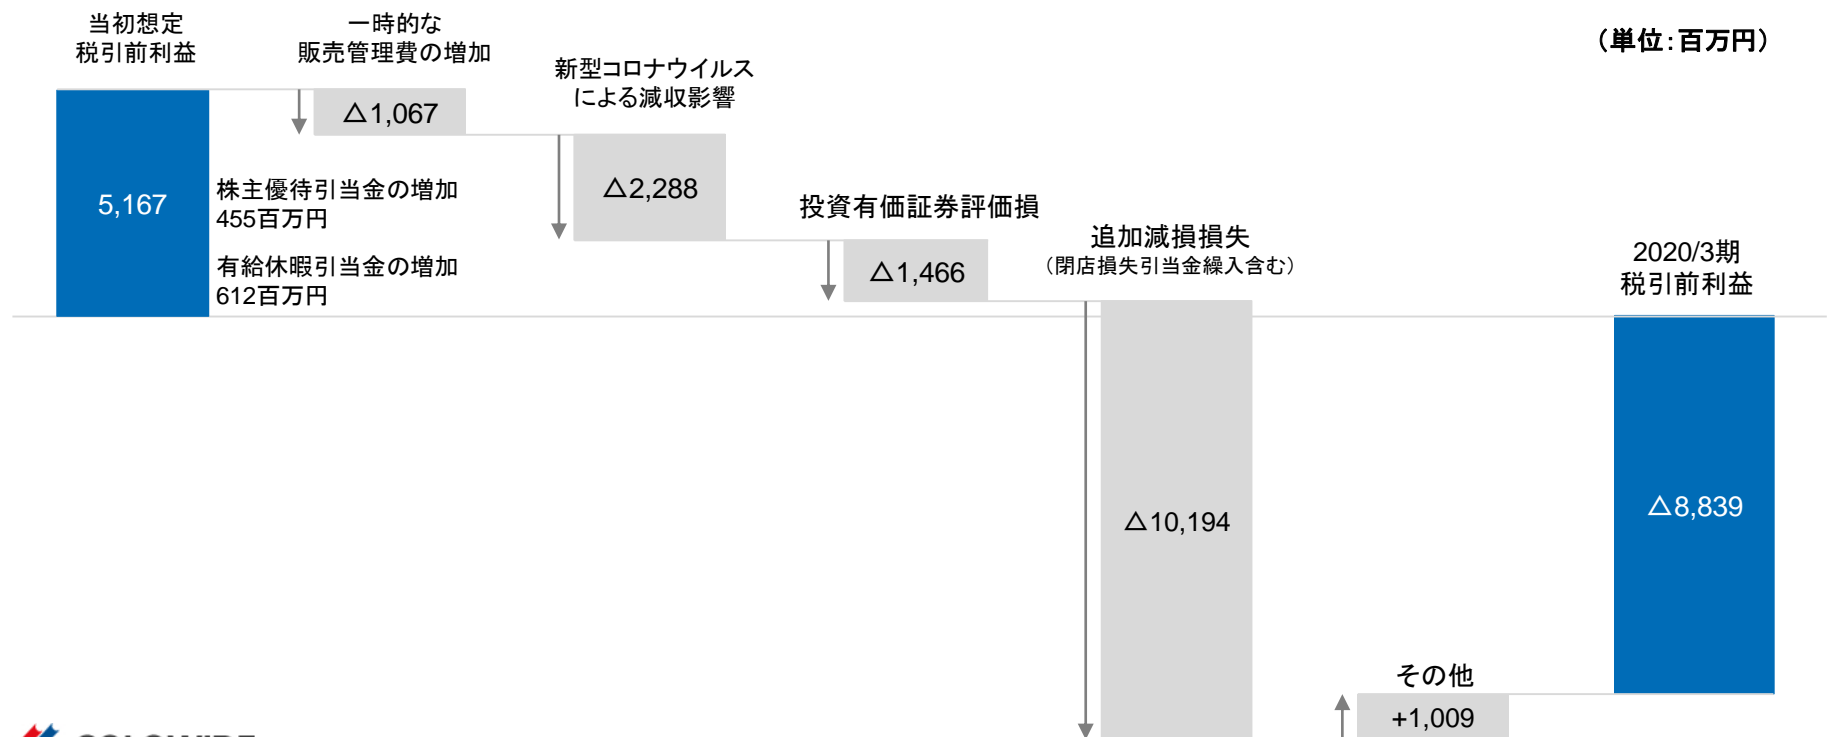 当初想定
税引前利益
一時的な
販売管理費の増加
新型コロナウイルス
による減収影響
(単位:百万円)
△1,067
5,167
株主優待引当金の増加
455百万円
有給休暇引当金の増加
612百万円
△2,288
投資有価証券評価損
△1,466
追加減損損失
(閉店損失引当金繰入含む)
△10,194
2020/3期
税引前利益
△8,839
その他
+1,009